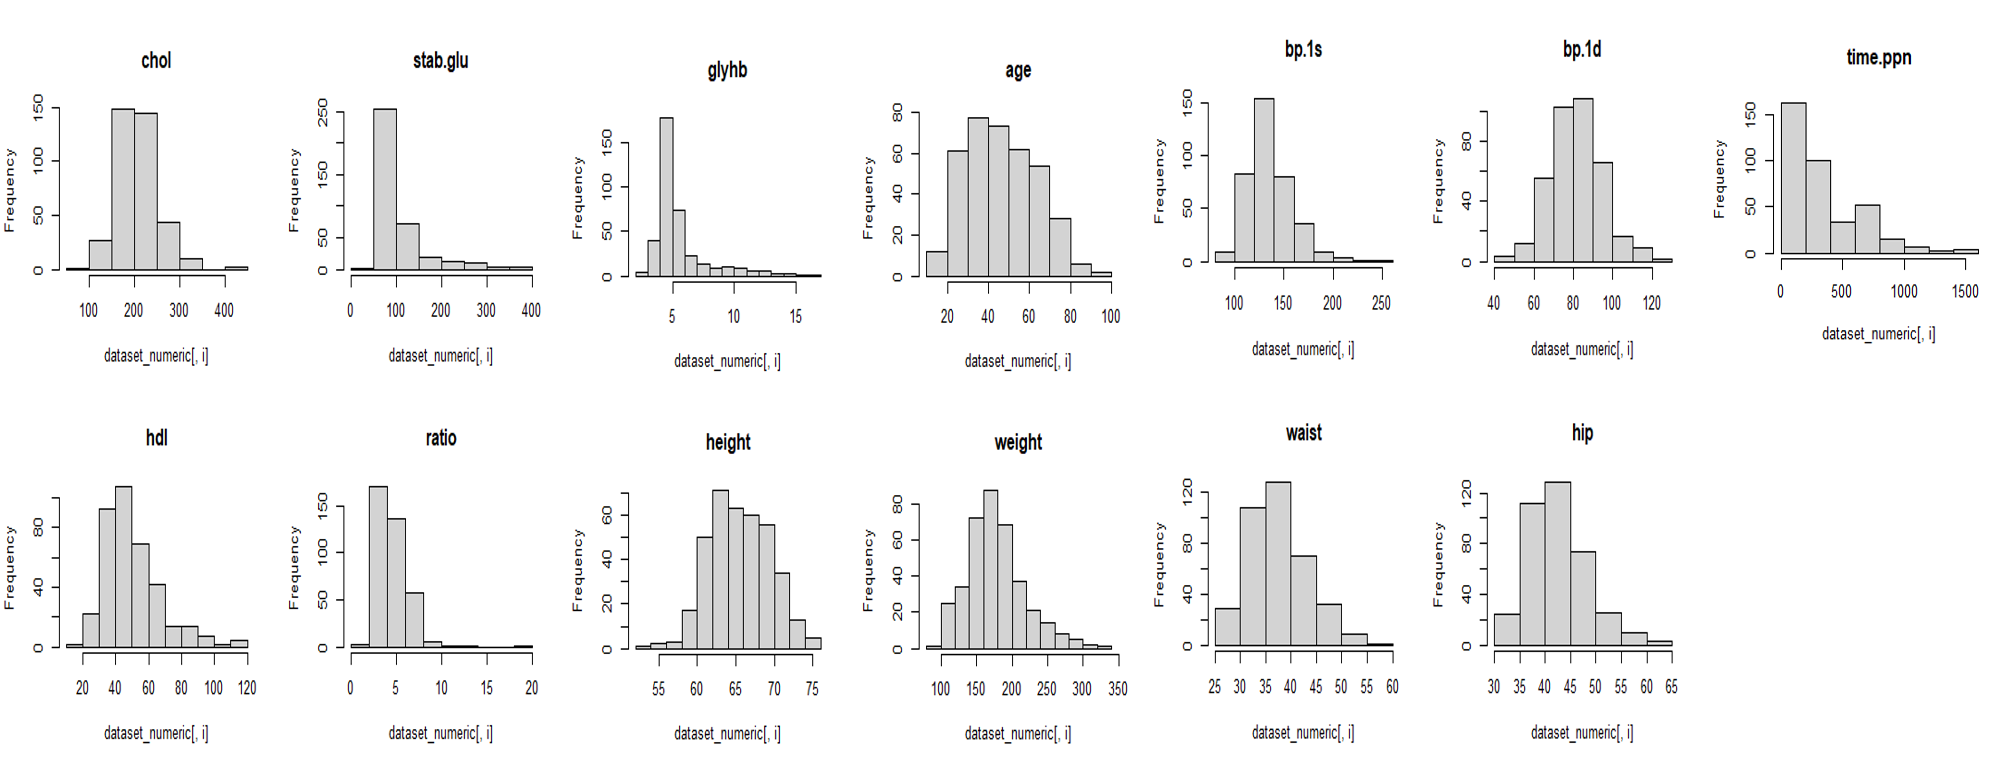 chol
Frequency
0 50 100 150
100 200 300 400
dataset_numeric[, i]
stab.glu
Frequency
0 50 150 250
0 100 200 300 400
dataset_numeric[, i]
glyhb
Frequency
0 50 100 150
5 10 15
dataset_numeric[, i]
age
Frequency
0 20 40 60 80
20 40 60 80 100
dataset_numeric[, i]
bp.1s
Frequency
0 50 100 150
100 150 200 250
dataset_numeric[, i]
bp.1d
Frequency
0 40 80
40 60 80 100 120
dataset_numeric[, i]
time.ppn
Frequency
0 50 100 150
0 500 1000 1500
dataset_numeric[, i]
hdl
Frequency
0 40 80
20 40 60 80 100 120
dataset_numeric[, i]
ratio
Frequency
0 50 100 150
0 5 10 15 20
dataset_numeric[, i]
height
Frequency
0 20 40 60
55 60 65 70 75
dataset_numeric[, i]
weight
Frequency
0 20 40 60 80
100 150 200 250 300 350
dataset_numeric[, i]
waist
Frequency
0 40 80 120
25 30 35 40 45 50 55 60
dataset_numeric[, i]
hip
Frequency
0 40 80 120
30 35 40 45 50 55 60 65
dataset_numeric[, i]